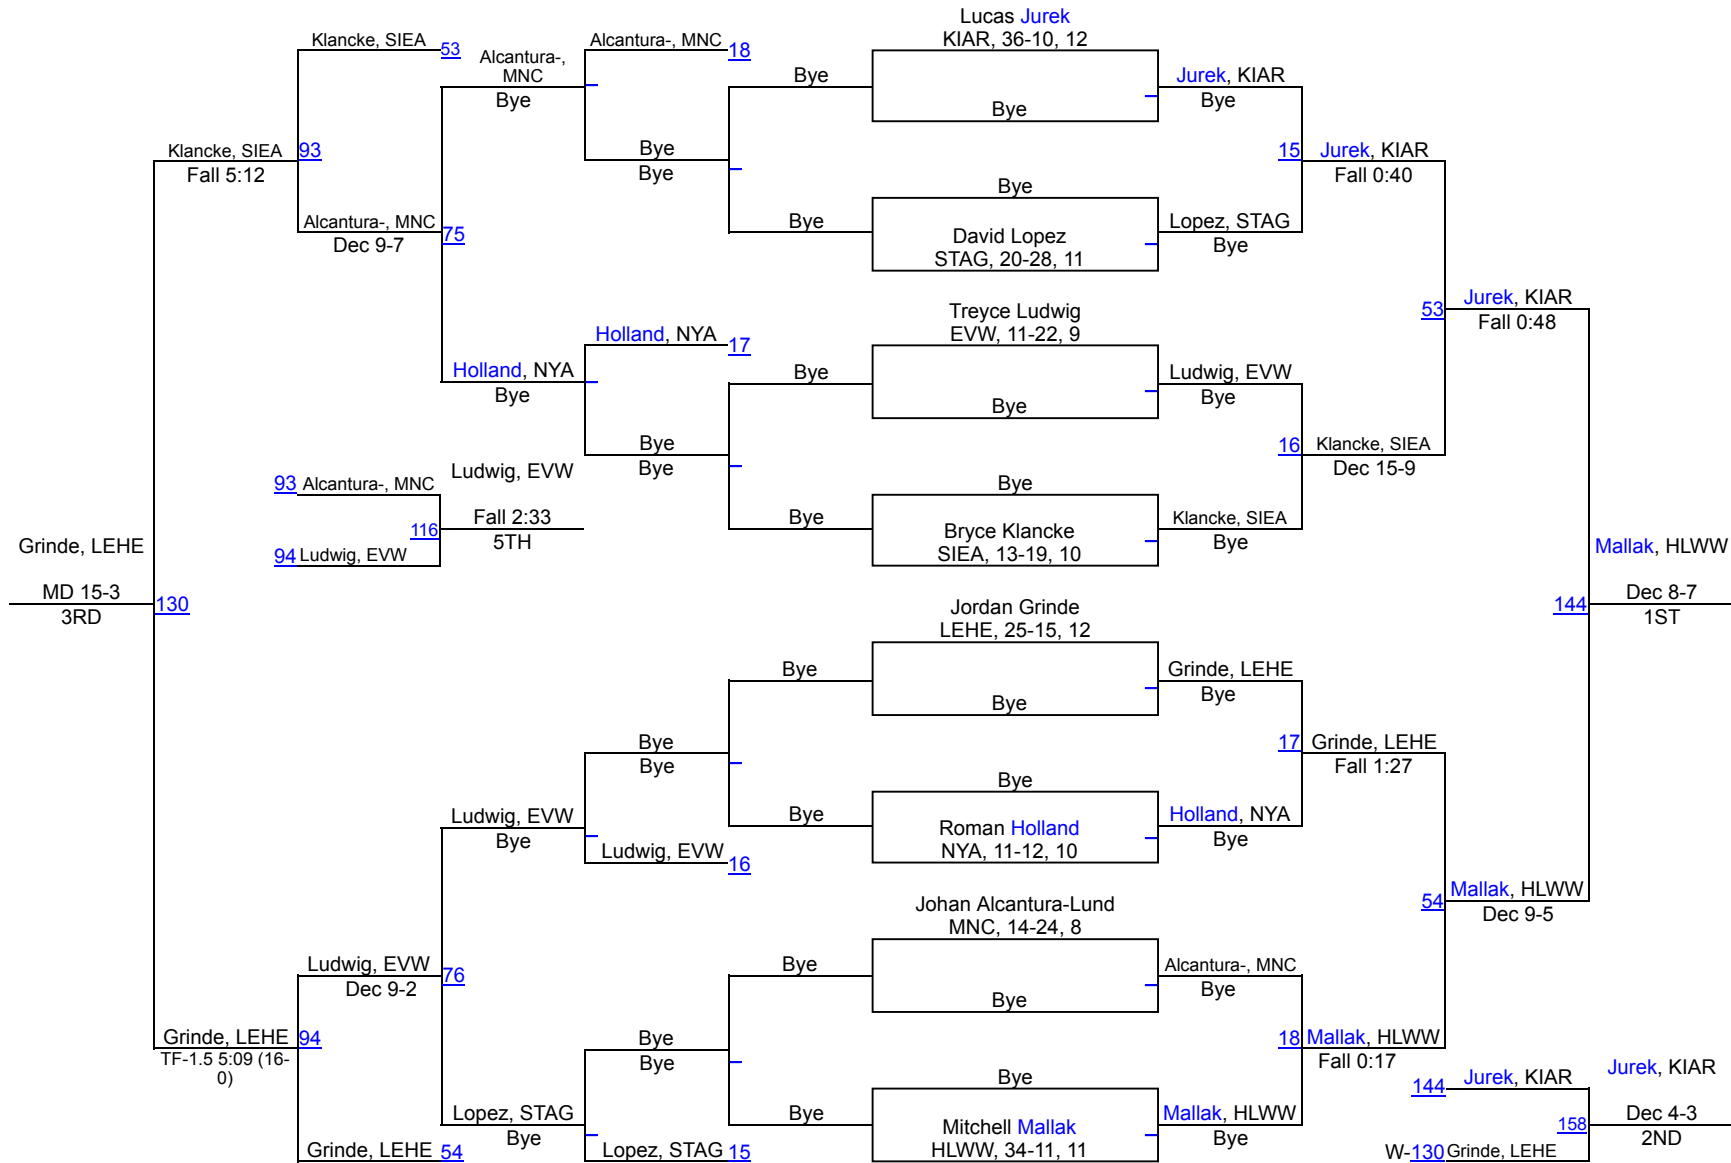 Lucas Jurek
KIAR, 36-10, 12
Klancke, SIEA 53
Alcantura-, MNC 18
Alcantura-,
MNC
Bye
Bye
Bye
Jurek, KIAR
Bye
Klancke, SIEA 93
Fall 5:12
Bye
Bye
15 Jurek, KIAR
Fall 0:40
Bye
Alcantura-, MNC 75
Dec 9-7
Bye
David Lopez
STAG, 20-28, 11
Lopez, STAG
Bye
Treyce Ludwig
EVW, 11-22, 9
53 Jurek, KIAR
Fall 0:48
Holland, NYA 17
Holland, NYA
Bye
Bye
Bye
Ludwig, EVW
Bye
Bye
Bye
16 Klancke, SIEA
Dec 15-9
Ludwig, EVW
93 Alcantura-, MNC
Bye
116 Fall 2:33
5TH
94 Ludwig, EVW
Bye
Bryce Klancke
SIEA, 13-19, 10
Klancke, SIEA
Bye
Grinde, LEHE
MD 15-3
3RD
130
Mallak, HLWW
144 Dec 8-7
1ST
Jordan Grinde
LEHE, 25-15, 12
Bye
Bye
Grinde, LEHE
Bye
Bye
Bye
17 Grinde, LEHE
Fall 1:27
Bye
Ludwig, EVW
Bye
Bye
Roman Holland
NYA, 11-12, 10
Holland, NYA
Bye
Ludwig, EVW 16
Johan Alcantura-Lund
MNC, 14-24, 8
54 Mallak, HLWW
Dec 9-5
Ludwig, EVW 76
Dec 9-2
Bye
Bye
Alcantura-, MNC
Bye
Grinde, LEHE 94
TF-1.5 5:09 (16-
0)
Bye
Bye
18 Mallak, HLWW
Fall 0:17
Bye
Lopez, STAG
Bye
Bye
Mitchell Mallak
HLWW, 34-11, 11
Mallak, HLWW
Bye
Grinde, LEHE 54
Lopez, STAG 15
Jurek, KIAR
144 Jurek, KIAR
158 Dec 4-3
2ND
W-130 Grinde, LEHE